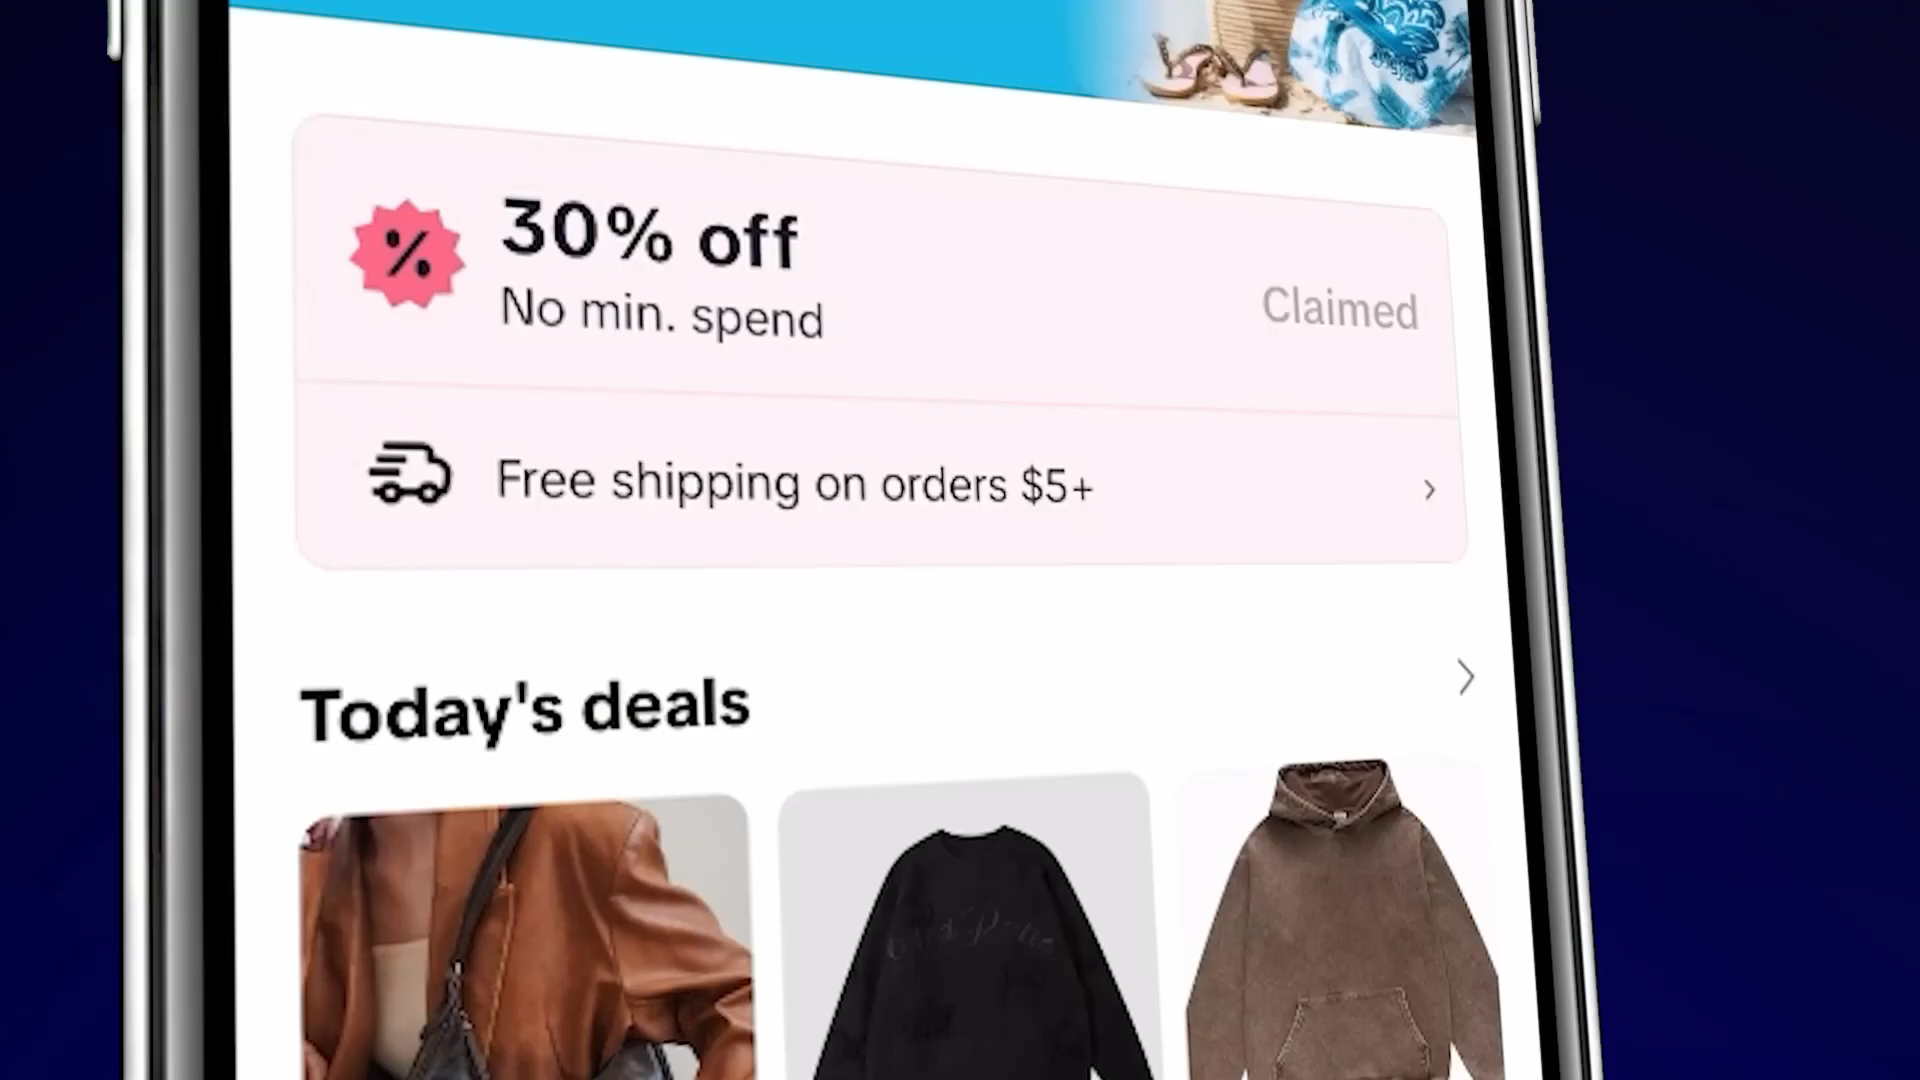 30% off
No min. spend
Claimed
Free shipping on orders $5+
Today's deals